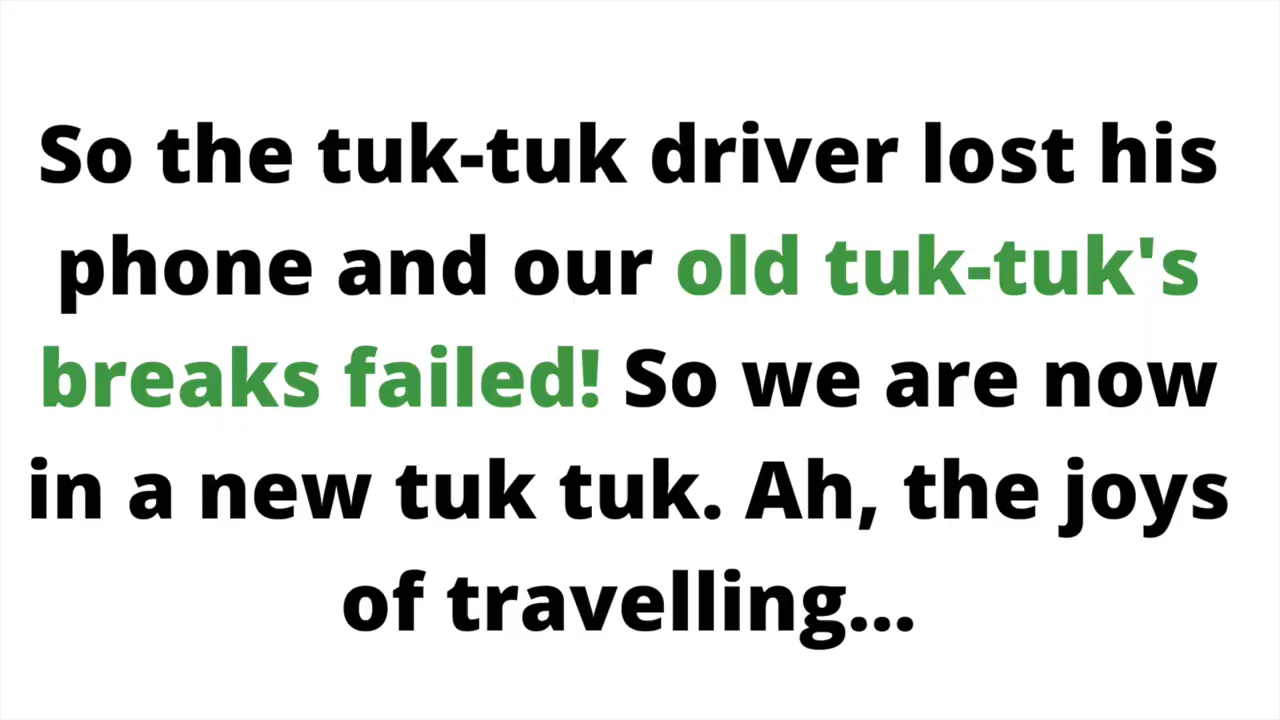 So the tuk-tuk driver lost his
phone and our old tuk-tuk's
breaks failed! So we are now
in a new tuk tuk. Ah, the joys
of travelling...